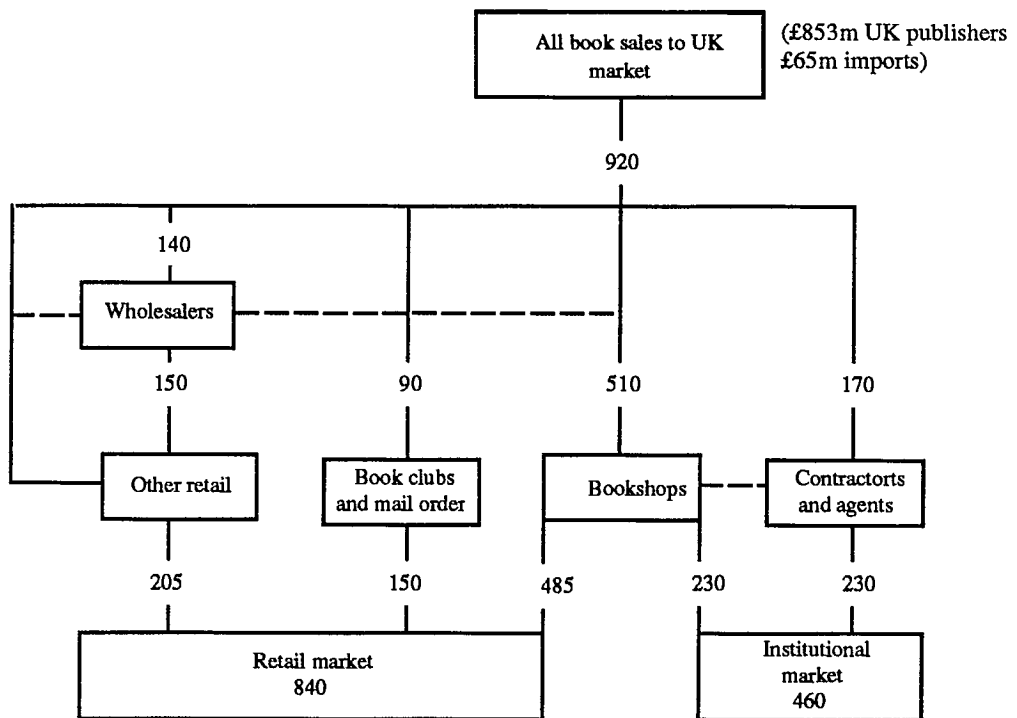 All book sales to UK
market
(£853m UK publishers
£65m imports)
920
140
Wholesalers
150
90
510
170
Other retail
Book clubs
and mail order
Bookshops
Contractorts
and agents
205
150
485
230
230
Retail market
840
Institutional
market
460